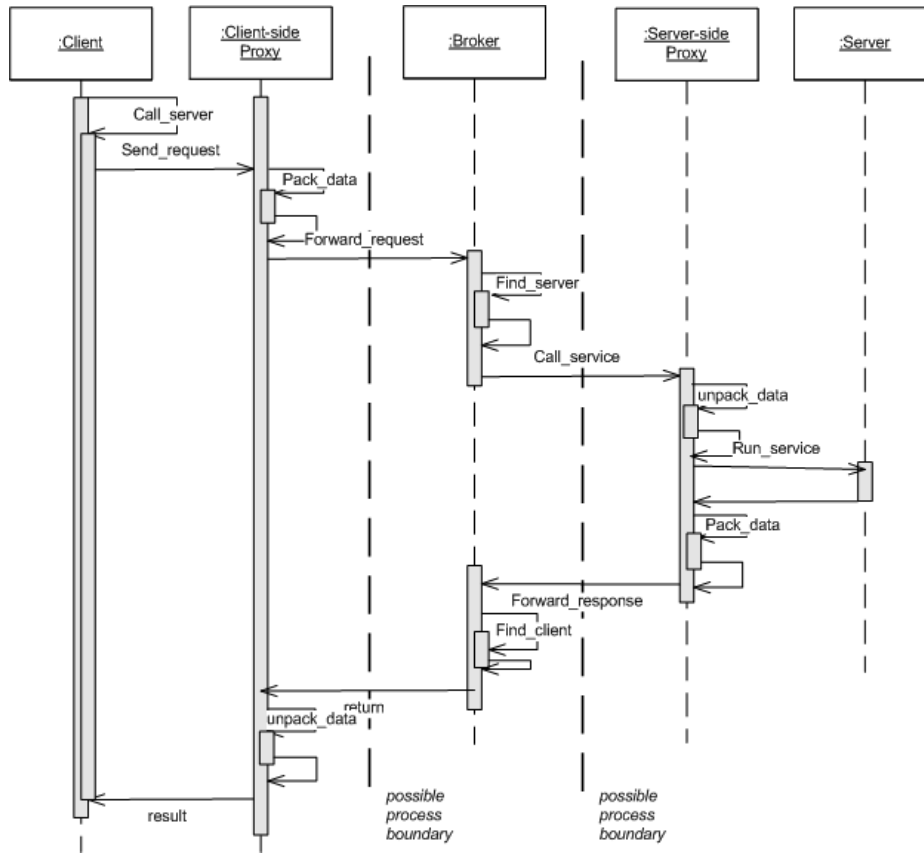 :Client
:Client-side
Proxy
:Broker
:Server-side
Proxy
:Server
Call_server
Send_request
Pack_data
Forward_request
Find_server
Call_service
unpack_data
Run_service
Pack_data
Forward_response
Find_client
return
unpack_data
result
possible
process
boundary
possible
process
boundary